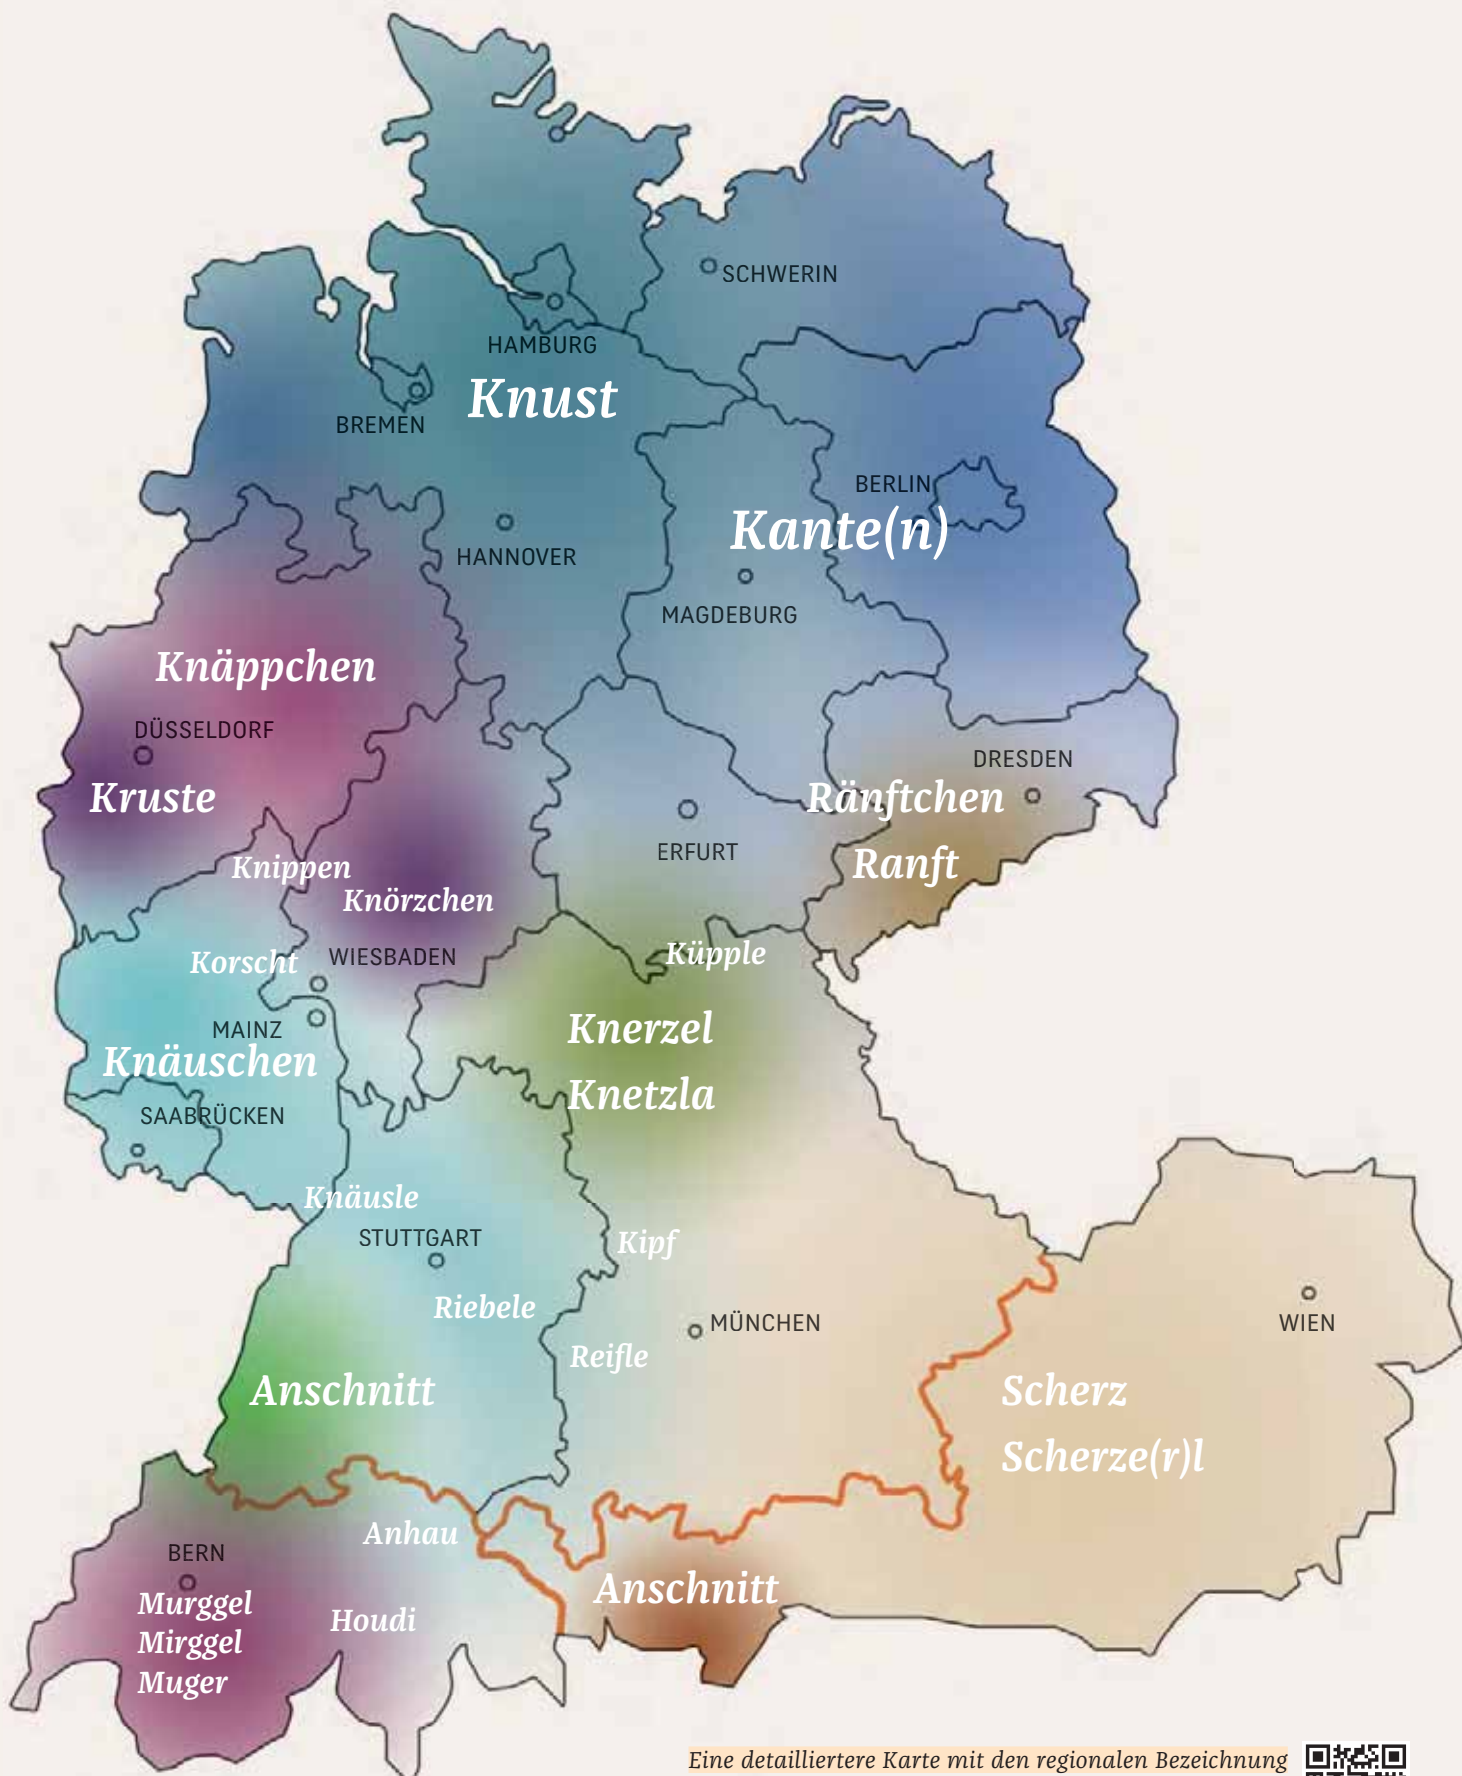 SCHWERIN
HAMBURG
Knust
BREMEN
BERLIN
Kante(n)
HANNOVER
MAGDEBURG
Knäppchen
DÜSSELDORF
DRESDEN
Kruste
Ränftchen
ERFURT
Ranft
Knippen
Knörzchen
Korscht
WIESBADEN
Küpple
MAINZ
Knerzel
Knäuschen
Knetzla
SAABRÜCKEN
Knäusle
STUTTGART
Kipf
Riebele
MÜNCHEN
WIEN
Reifle
Anschnitt
Scherz
Scherze(r)l
Anhau
BERN
Anschnitt
Murggel
Houdi
Mirggel
Muger
Eine detailliertere Karte mit den regionalen Bezeichnung